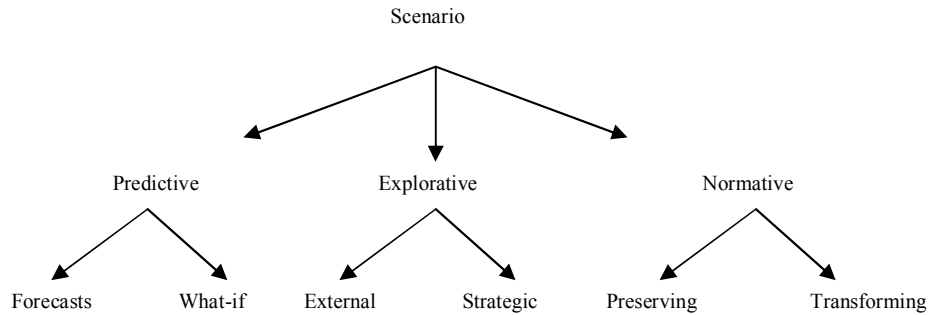 Scenario
Predictive Explorative Normative
Forecasts What-if External Strategic Preserving Transforming